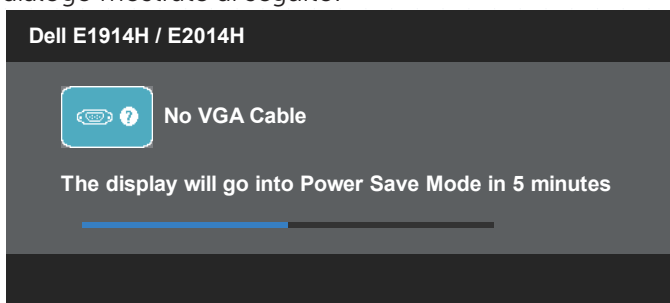 Dell E1914H / E2014H
No VGA Cable
The display will go into Power Save Mode in 5 minutes